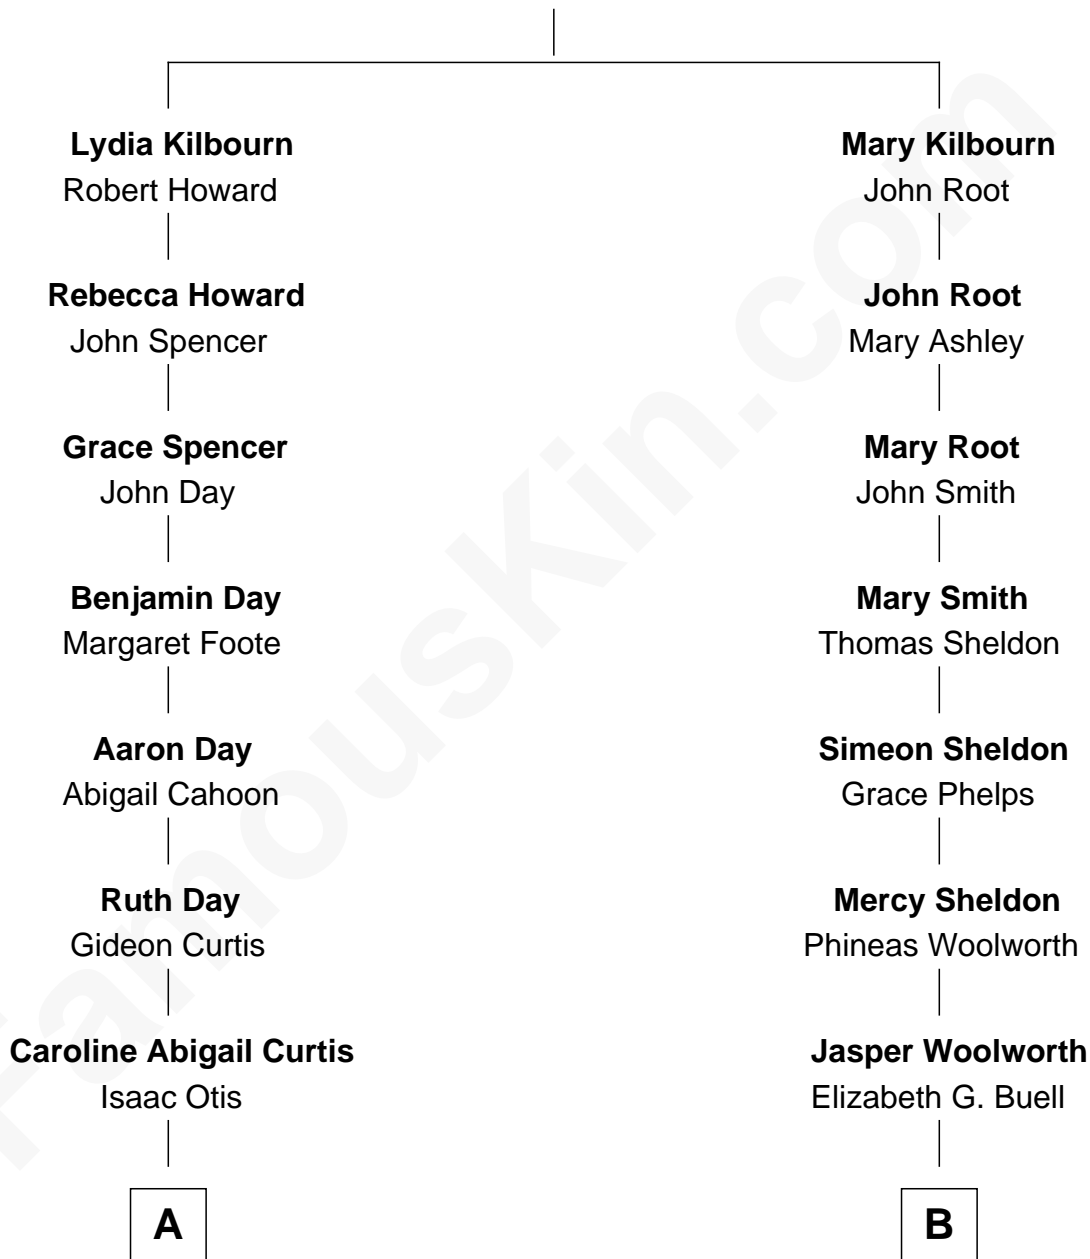 Lydia Kilbourn
Robert Howard
Rebecca Howard
John Spencer
Grace Spencer
John Day
Benjamin Day
Margaret Foote
Aaron Day
Abigail Cahoon
Ruth Day
Gideon Curtis
Caroline Abigail Curtis
Isaac Otis
A
Mary Kilbourn
John Root
John Root
Mary Ashley
Mary Root
John Smith
Mary Smith
Thomas Sheldon
Simeon Sheldon
Grace Phelps
Mercy Sheldon
Phineas Woolworth
Jasper Woolworth
Elizabeth G. Buell
B
FamousKin.com